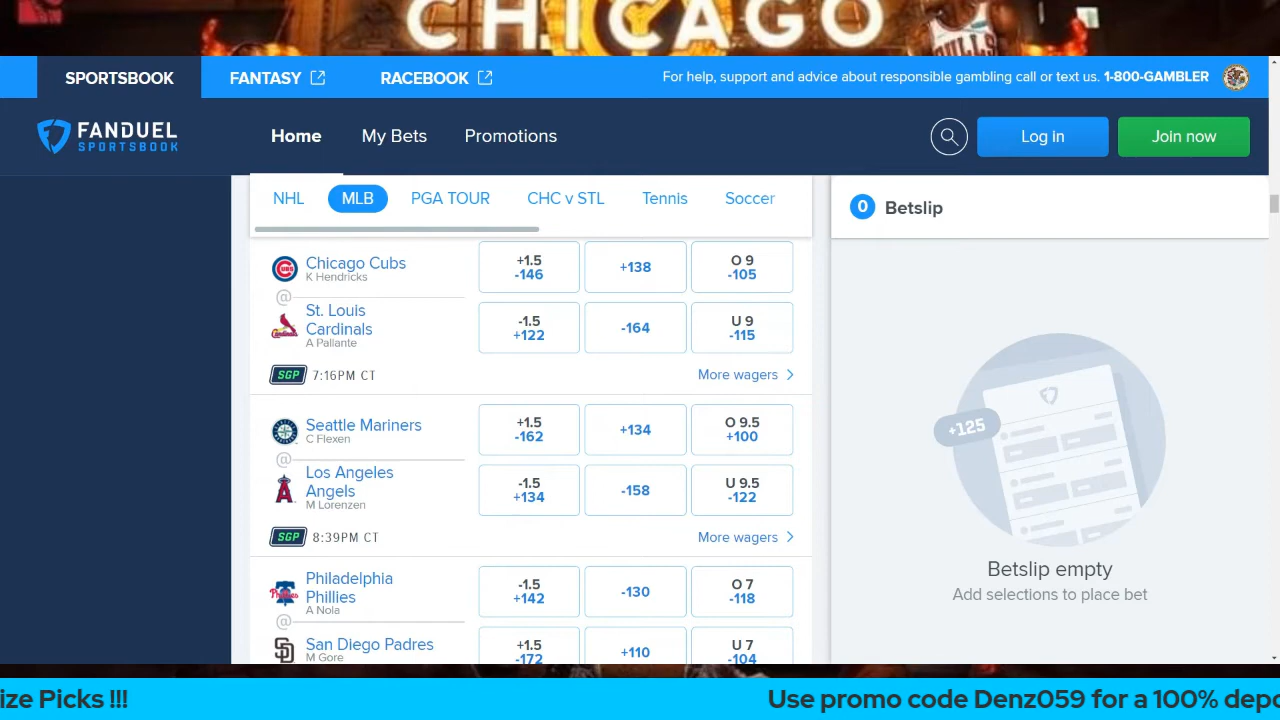 CHICAGO
BULLS
SPORTSBOOK
FANTASY
RACEBOOK
For help, support and advice about responsible gambling call or text us. 1-800-GAMBLER
FANDUEL
SPORTSBOOK
Home
My Bets
Promotions
Log in
Join now
NHL
MLB
PGA TOUR
CHC v STL
Tennis
Soccer
0 Betslip
CUBS
Chicago Cubs
K Hendricks
+1.5
-146
+138
O 9
-105
@
Cardinals
St. Louis
Cardinals
A Pallante
-1.5
+122
-164
U 9
-115
SGP 7:16PM CT
More wagers
Seattle Mariners
C Flexen
+1.5
-162
+134
O 9.5
+100
@
A
Los Angeles
Angels
M Lorenzen
-1.5
+134
-158
U 9.5
-122
SGP 8:39PM CT
More wagers
Phillies
Philadelphia
Phillies
A Nola
-1.5
+142
-130
O 7
-118
@
SD
San Diego Padres
M Gore
+1.5
-172
+110
U 7
-104
+125
Betslip empty
Add selections to place bet
ize Picks !!!
Use promo code Denz059 for a 100% depo